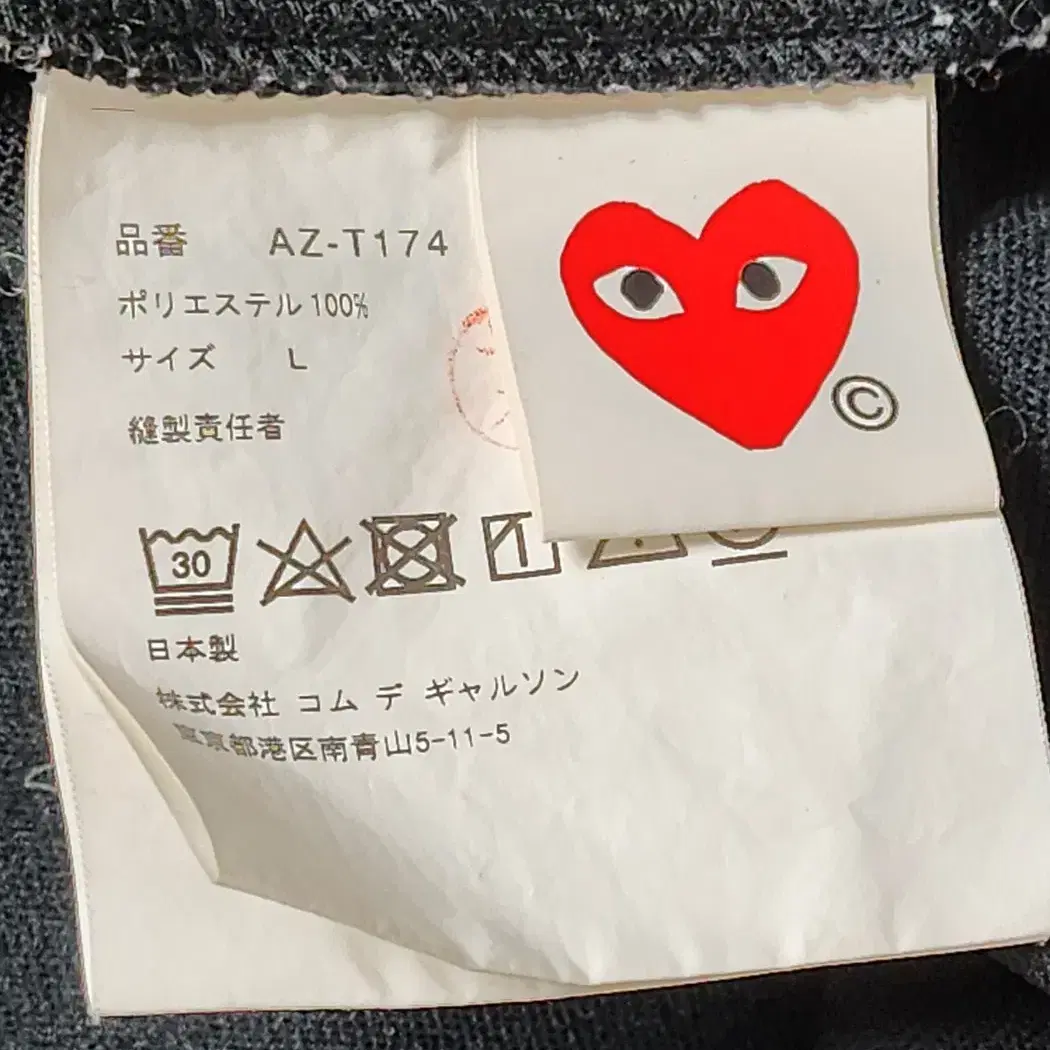 品番 AZ-T174
ポリエステル100%
サイズ L
縫製責任者
©
30
日本製
株式会社 コム デ ギャルソン
東京都港区南青山5-11-5